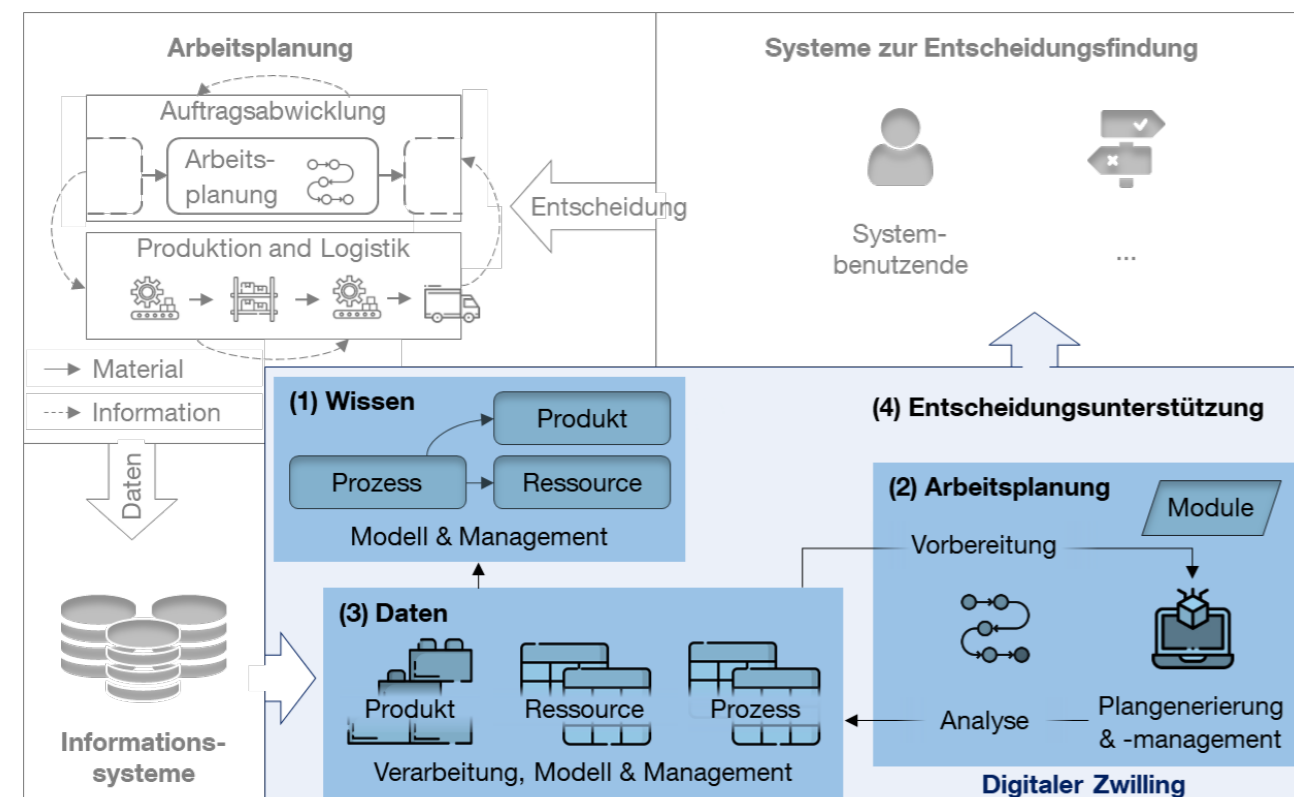 Arbeitsplanung
Auftragsabwicklung
Arbeits-
planung
Produktion and Logistik
Material
Information
Daten
Informations-
systeme
Entscheidung
Systeme zur Entscheidungsfindung
System-
benutzende
...
(1) Wissen
Produkt
Prozess
Ressource
Modell & Management
(3) Daten
Produkt
Ressource
Prozess
Verarbeitung, Modell & Management
(4) Entscheidungsunterstützung
(2) Arbeitsplanung
Module
Vorbereitung
Analyse
Plangenerierung
& -management
Digitaler Zwilling